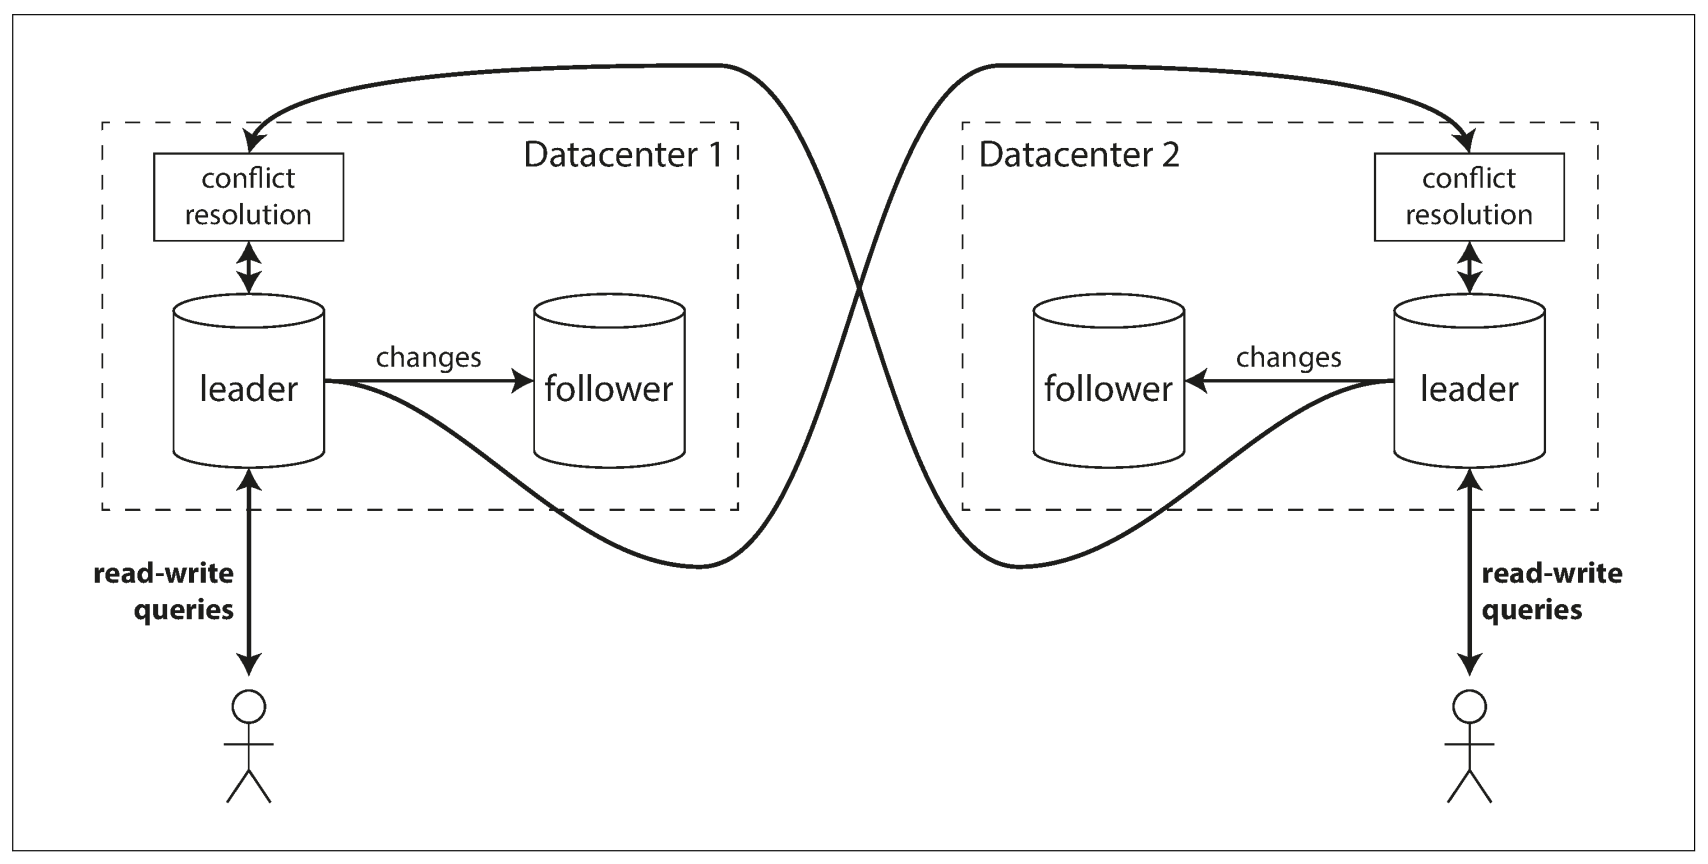 Datacenter 1
conflict
resolution
changes
leader
follower
read-write
queries
Datacenter 2
conflict
resolution
changes
follower
leader
read-write
queries